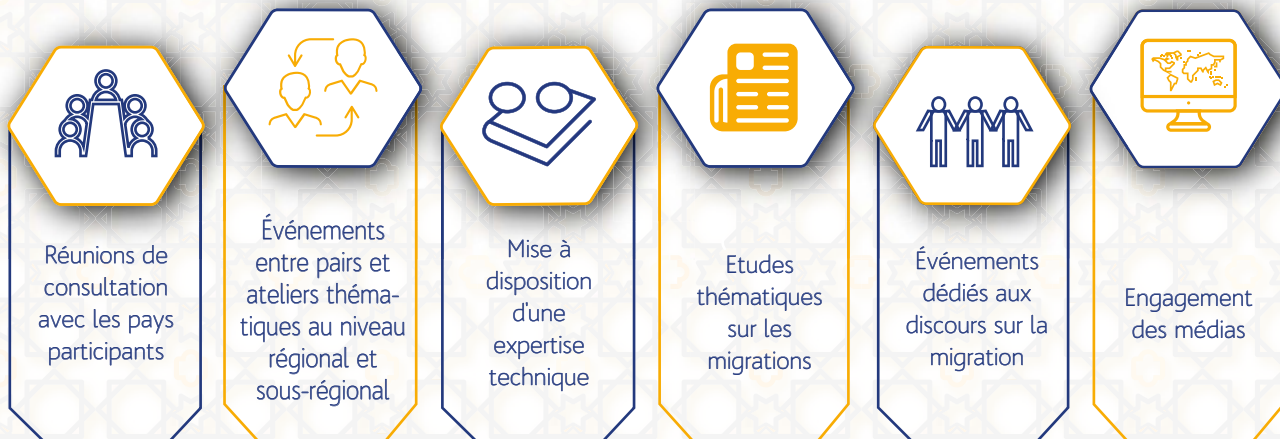 Réunions de
consultation
avec les pays
participants
Événements
entre pairs et
ateliers théma-
tiques au niveau
régional et
sous-régional
Mise à
disposition
d'une
expertise
technique
Etudes
thématiques
sur les
migrations
Événements
dédiés aux
discours sur la
migration
Engagement
des médias